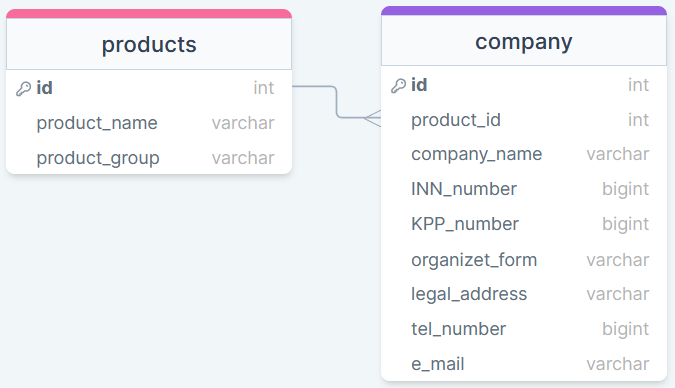 products
id int
product_name varchar
product_group varchar
company
id int
product_id int
company_name varchar
INN_number bigint
KPP_number bigint
organizet_form varchar
legal_address varchar
tel_number bigint
e_mail varchar